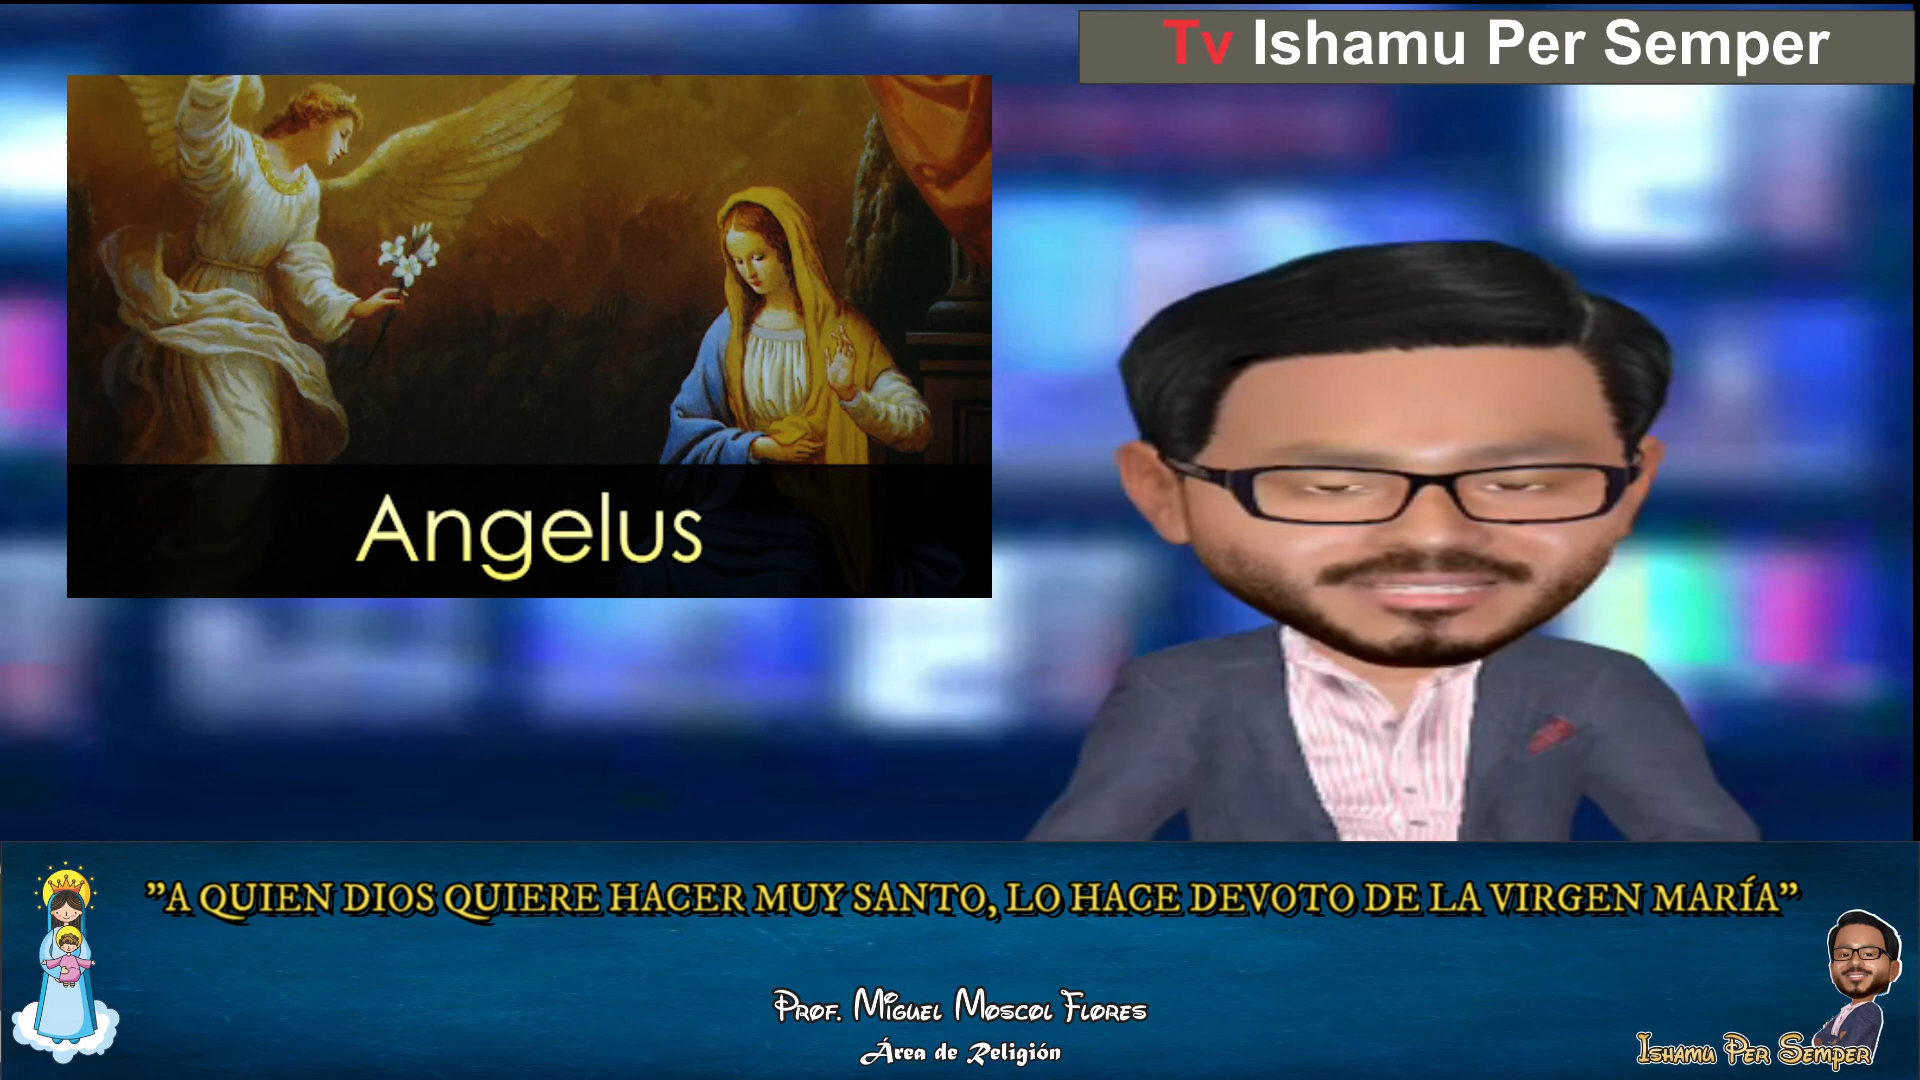 Tv Ishamu Per Semper
Angelus
"A QUIEN DIOS QUIERE HACER MUY SANTO, LO HACE DEVOTO DE LA VIRGEN MARÍA"
Prof. Miguel Moscol Flores
Área de Religión
Ishamu Per Semper